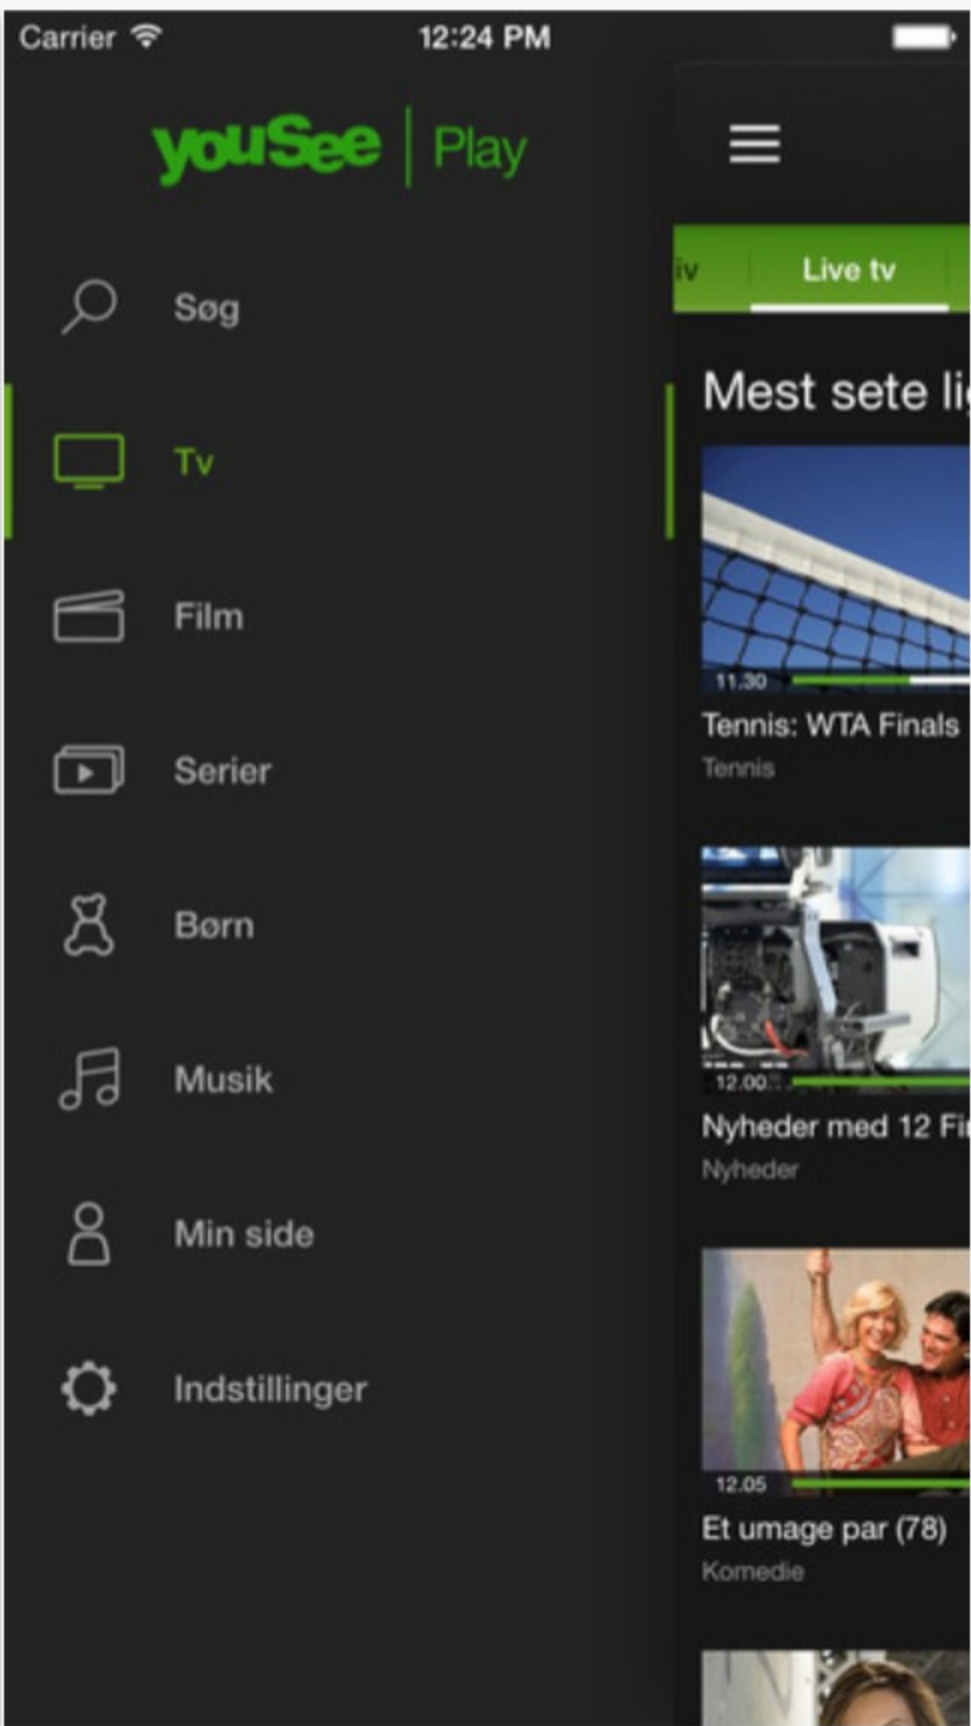 Carrier 12:24 PM
youSee | Play
Søg
Tv
Film
Serier
Børn
Musik
Min side
Indstillinger
iv Live tv
Mest sete
11.30
Tennis: WTA Finals
Tennis
12.00
Nyheder med 12
Nyheder
12.05
Et umage par (78)
Komedie